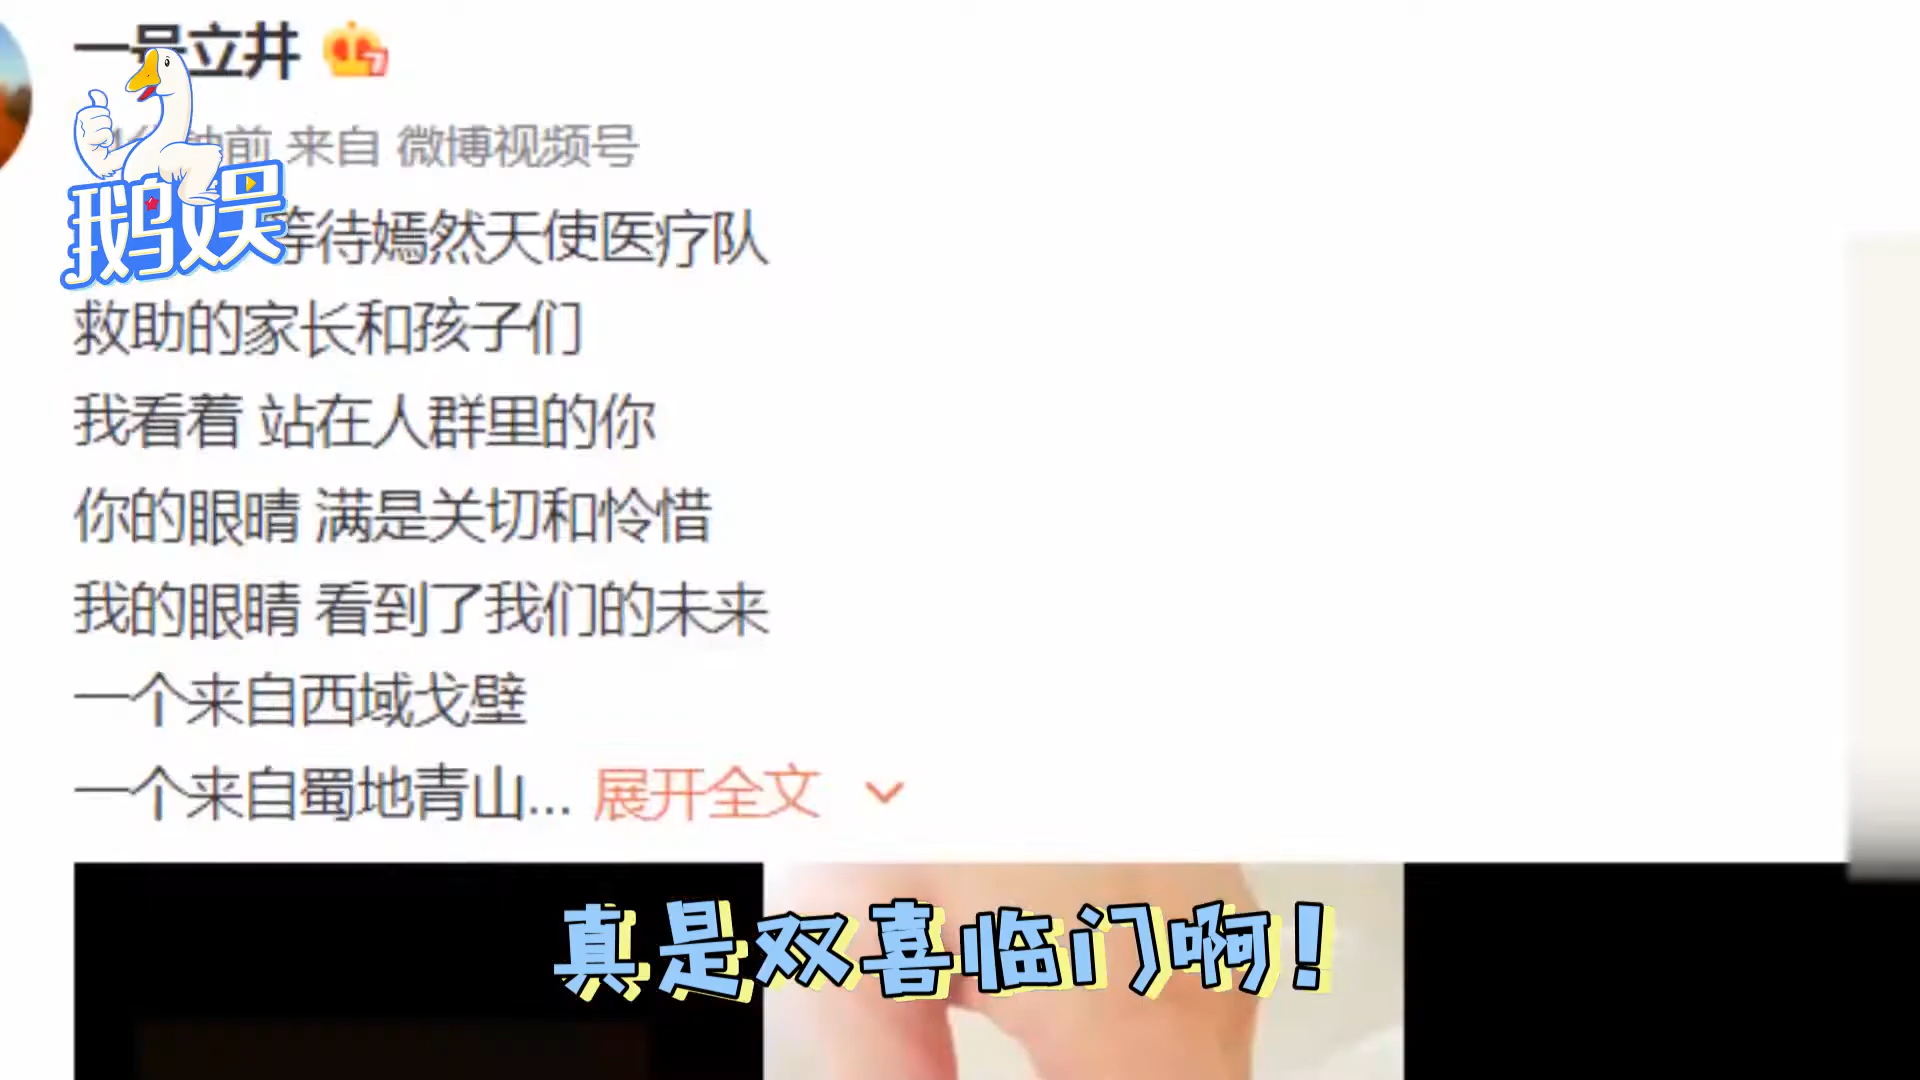 一号立井
7
分钟前 来自 微博视频号
鹅娱
等待嫣然天使医疗队
救助的家长和孩子们
我看着 站在人群里的你
你的眼睛 满是关切和怜惜
我的眼睛 看到了我们的未来
一个来自西域戈壁
一个来自蜀地青山... 展开全文
真是双喜临门啊!